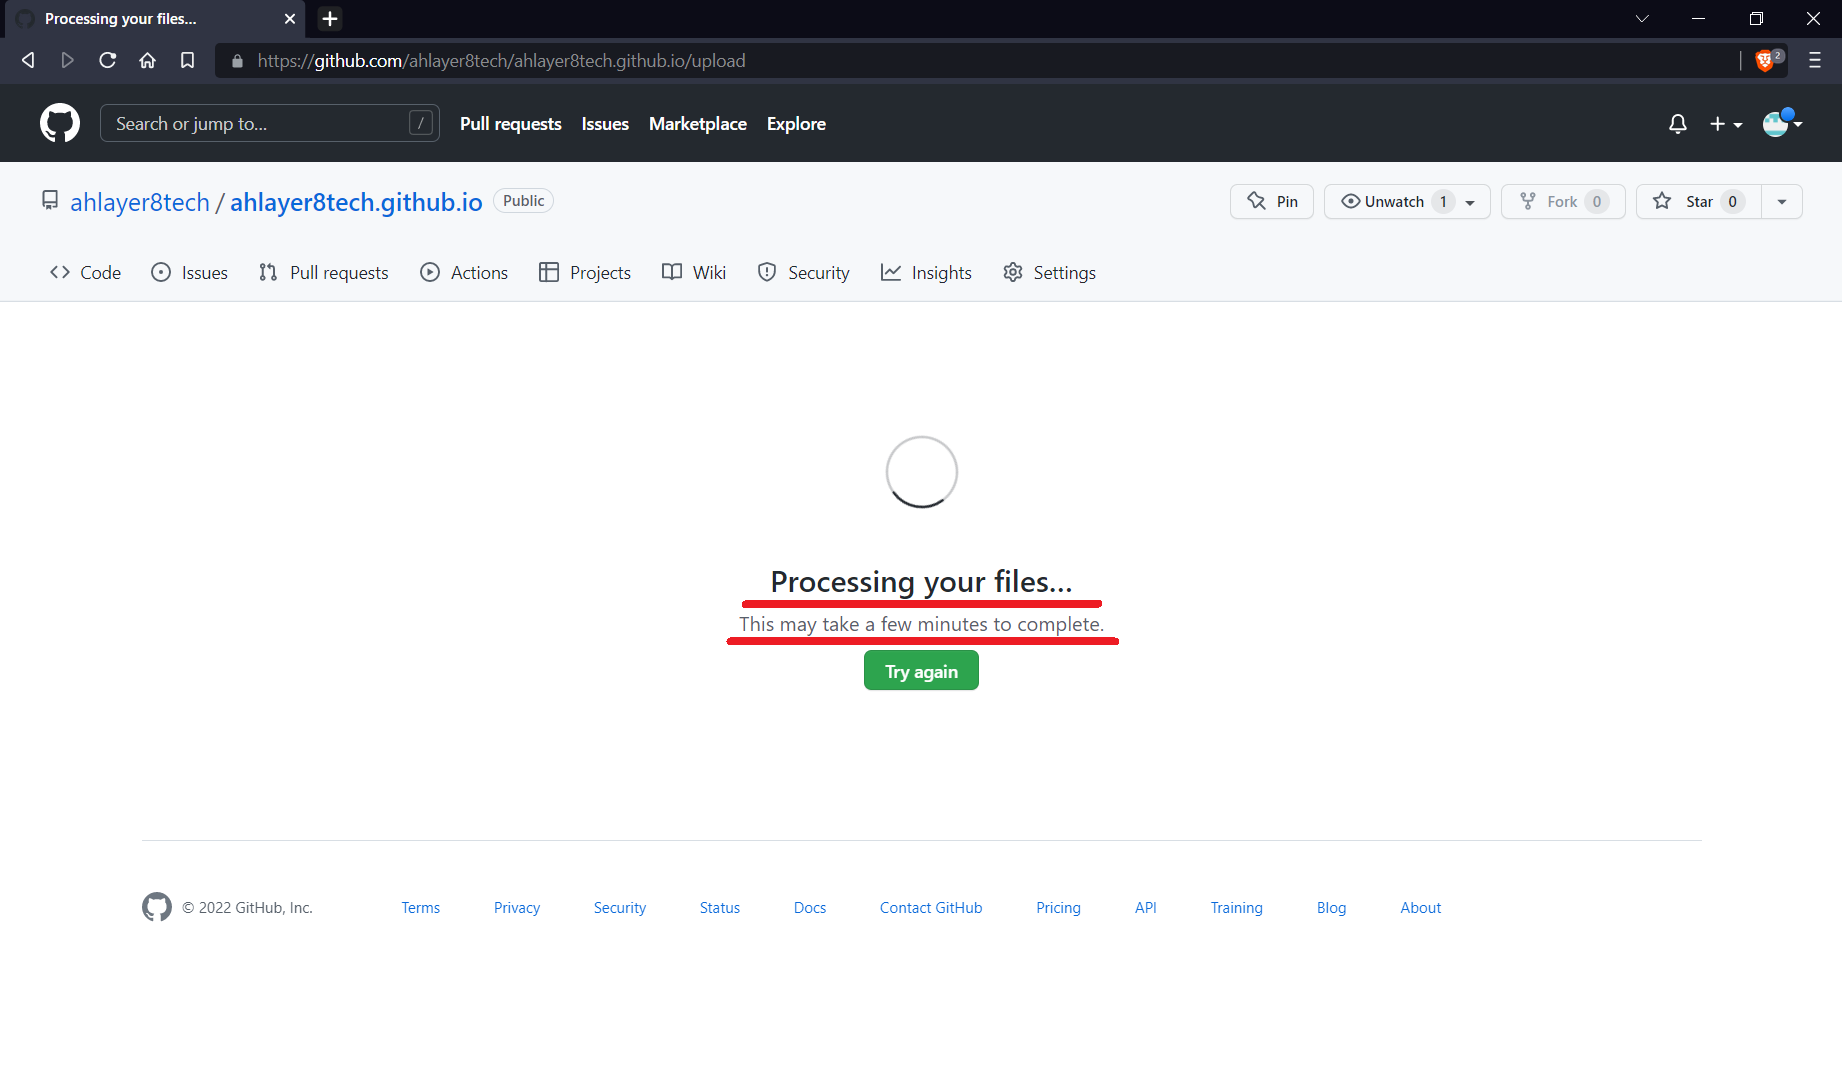 Processing your files...
https://github.com/ahlayer8tech/ahlayer8tech.github.io/upload
2
Search or jump to...
/
Pull requests
Issues
Marketplace
Explore
ahlayer8tech / ahlayer8tech.github.io
Public
Pin
Unwatch 1
Fork 0
Star 0
Code
Issues
Pull requests
Actions
Projects
Wiki
Security
Insights
Settings
Processing your files...
This may take a few minutes to complete.
Try again
© 2022 GitHub, Inc.
Terms
Privacy
Security
Status
Docs
Contact GitHub
Pricing
API
Training
Blog
About